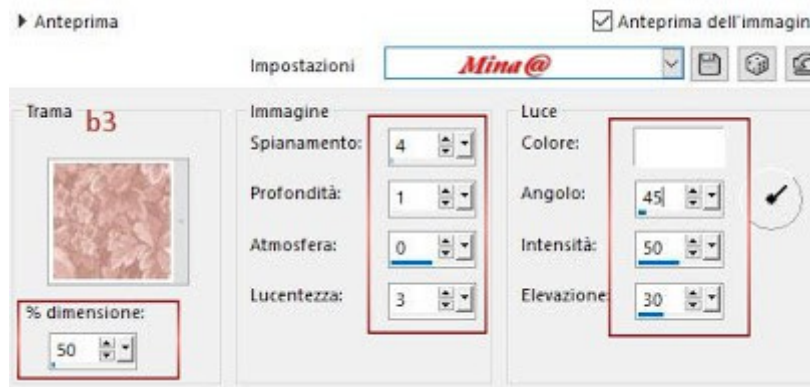 Anteprima
Anteprima dell'immagin
Impostazioni
Mina@
Trama
b3
% dimensione:
50
Immagine
Spianamento: 4
Profondità: 1
Atmosfera: 0
Lucentezza: 3
Luce
Colore:
Angolo: 45
Intensità: 50
Elevazione: 30